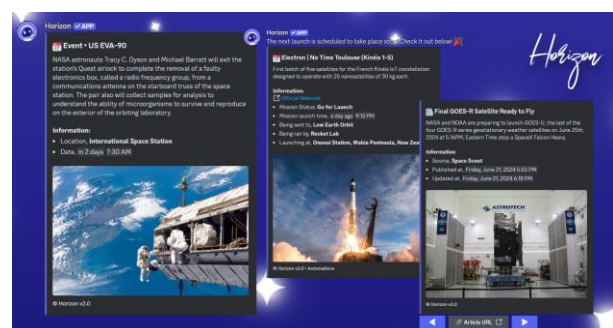 Horizon ✓ APP
Event • US EVA-90
NASA astronauts Tracy C. Dyson and Michael Barratt will exit the
station's Quest airlock to complete the removal of a faulty
electronics box, called a radio frequency group, from a
communications antenna on the starboard truss of the space
station. The pair will also collect samples for analysis to
understand the ability of microorganisms to survive and reproduce
on the exterior of the orbiting laboratory.
Information:
• Location, International Space Station
• Date, in 2 days 7:30 AM
© Horizon v2.0
Horizon ✓ APP
The next launch is scheduled to take place soon. Check it out below!
Electron | No Time Toulouse (Kinéis 1-5)
First batch of five satellites for the French Kinéis IoT constellation
designed to operate with 25 nanosatellites of 30 kg each.
Information:
Official Webcast
• Mission Status, Go for Launch
• Mission launch time, a day ago 9:13 PM
• Being sent to, Low Earth Orbit
• Being ran by, Rocket Lab
• Launching at, Onenui Station, Mahia Peninsula, New Zea
© Horizon v2.0 • Automations
Horizon
Final GOES-R Satellite Ready to Fly
NASA and NOAA are preparing to launch GOES-U, the last of the
four GOES-R series geostationary weather satellites on June 25th,
2024 at 5:16PM, Eastern Time atop a SpaceX Falcon Heavy.
Information
• Source, Space Scout
• Published at, Friday, June 21, 2024 5:53 PM
• Updated at, Friday, June 21, 2024 6:18 PM
ASTROTECH
© Horizon v2.0
Article URL